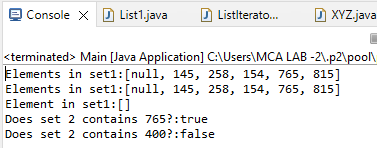 Console × List1.java ListIterato... XYZ.java
<terminated> Main [Java Application] C:\Users\MCA LAB -2\.p2\pool\
Elements in set1:[null, 145, 258, 154, 765, 815]
Elements in set1:[null, 145, 258, 154, 765, 815]
Element in set1:[]
Does set 2 contains 765?:true
Does set 2 contains 400?:false